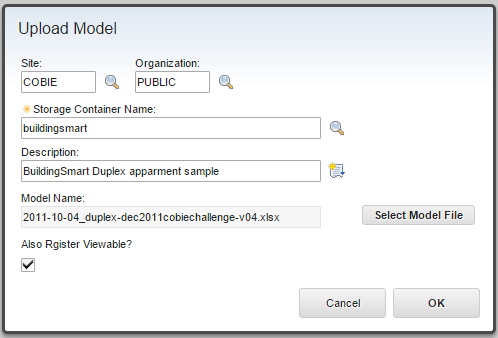 Upload Model
Site: Organization:
COBIE PUBLIC
Storage Container Name:
buildingsmart
Description:
BuildingSmart Duplex apparment sample
Model Name:
2011-10-04_duplex-dec2011cobiechallenge-v04.xlsx Select Model File
Also Rgister Viewable?
Cancel OK